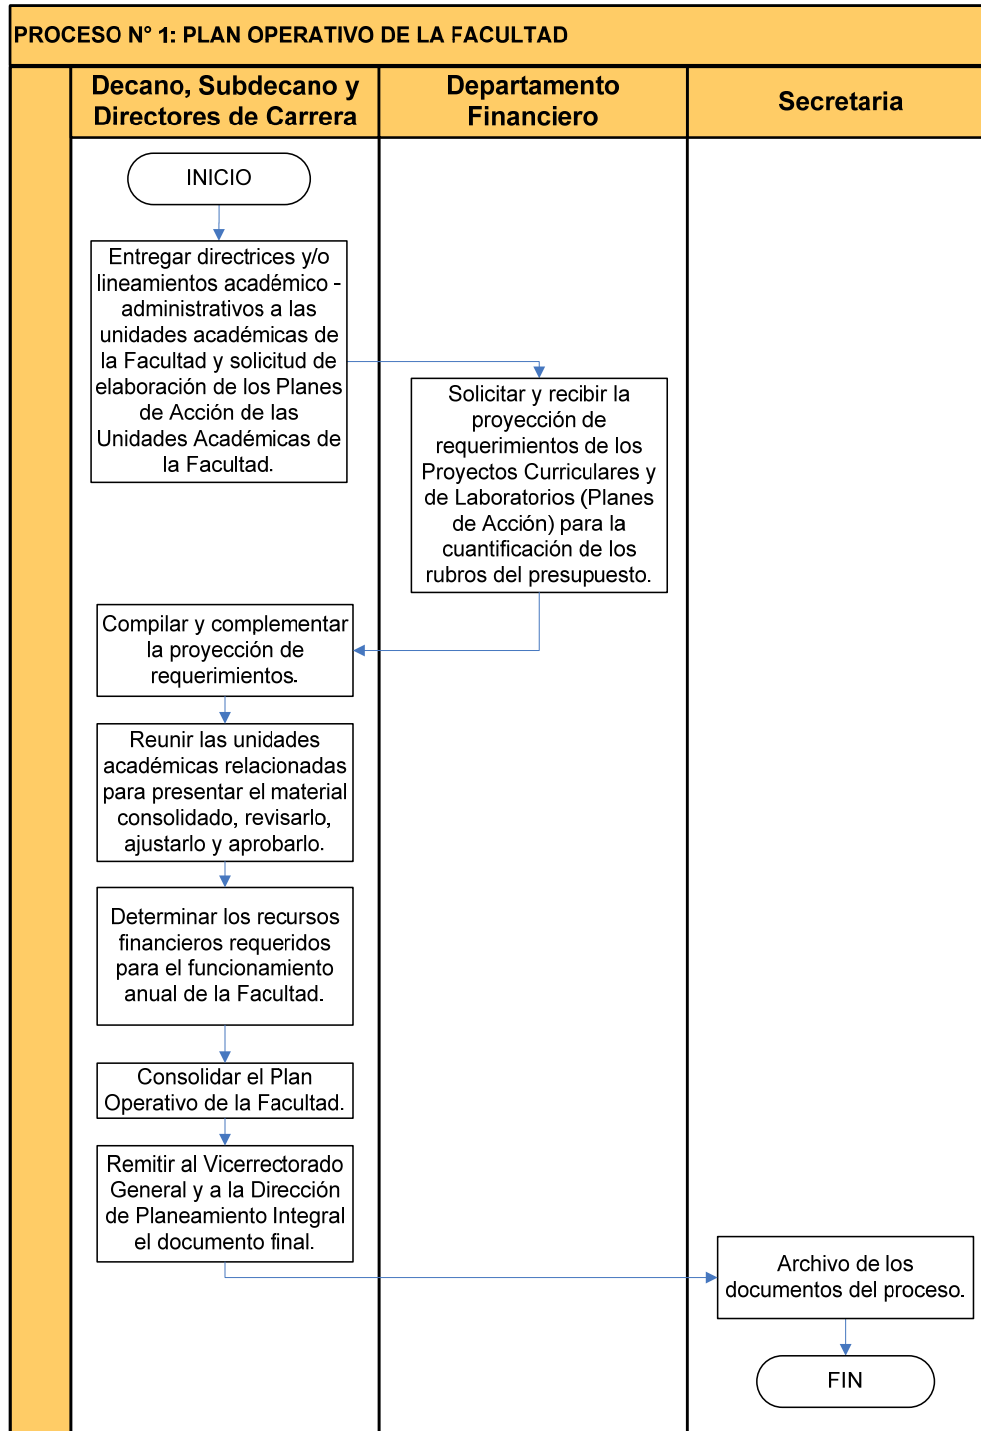 PROCESO N° 1: PLAN OPERATIVO DE LA FACULTAD
Decano, Subdecano y
Directores de Carrera
Departamento
Financiero
Secretaria
INICIO
Entregar directrices y/o
lineamientos académico -
administrativos a las
unidades académicas de
la Facultad y solicitud de
elaboración de los Planes
de Acción de las
Unidades Académicas de
la Facultad.
Solicitar y recibir la
proyección de
requerimientos de los
Proyectos Curriculares y
de Laboratorios (Planes
de Acción) para la
cuantificación de los
rubros del presupuesto.
Compilar y complementar
la proyección de
requerimientos.
Reunir las unidades
académicas relacionadas
para presentar el material
consolidado, revisarlo,
ajustarlo y aprobarlo.
Determinar los recursos
financieros requeridos
para el funcionamiento
anual de la Facultad.
Consolidar el Plan
Operativo de la Facultad.
Remitir al Vicerrectorado
General y a la Dirección
de Planeamiento Integral
el documento final.
Archivo de los
documentos del proceso.
FIN